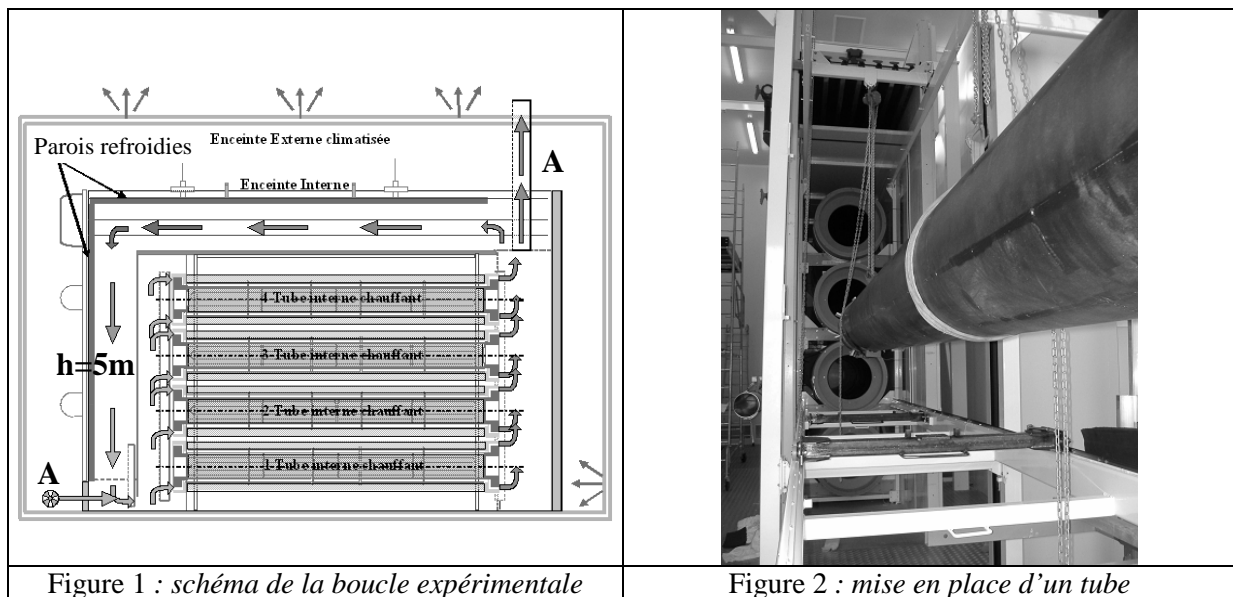 Enceinte Externe climatisée
Parois refroidies
A
Enceinte Interne
4-Tube interne chauffant
3-Tube interne chauffant
h=5m
2-Tube interne chauffant
1-Tube interne chauffant
A
Figure 1 : schéma de la boucle expérimentale
Figure 2 : mise en place d'un tube